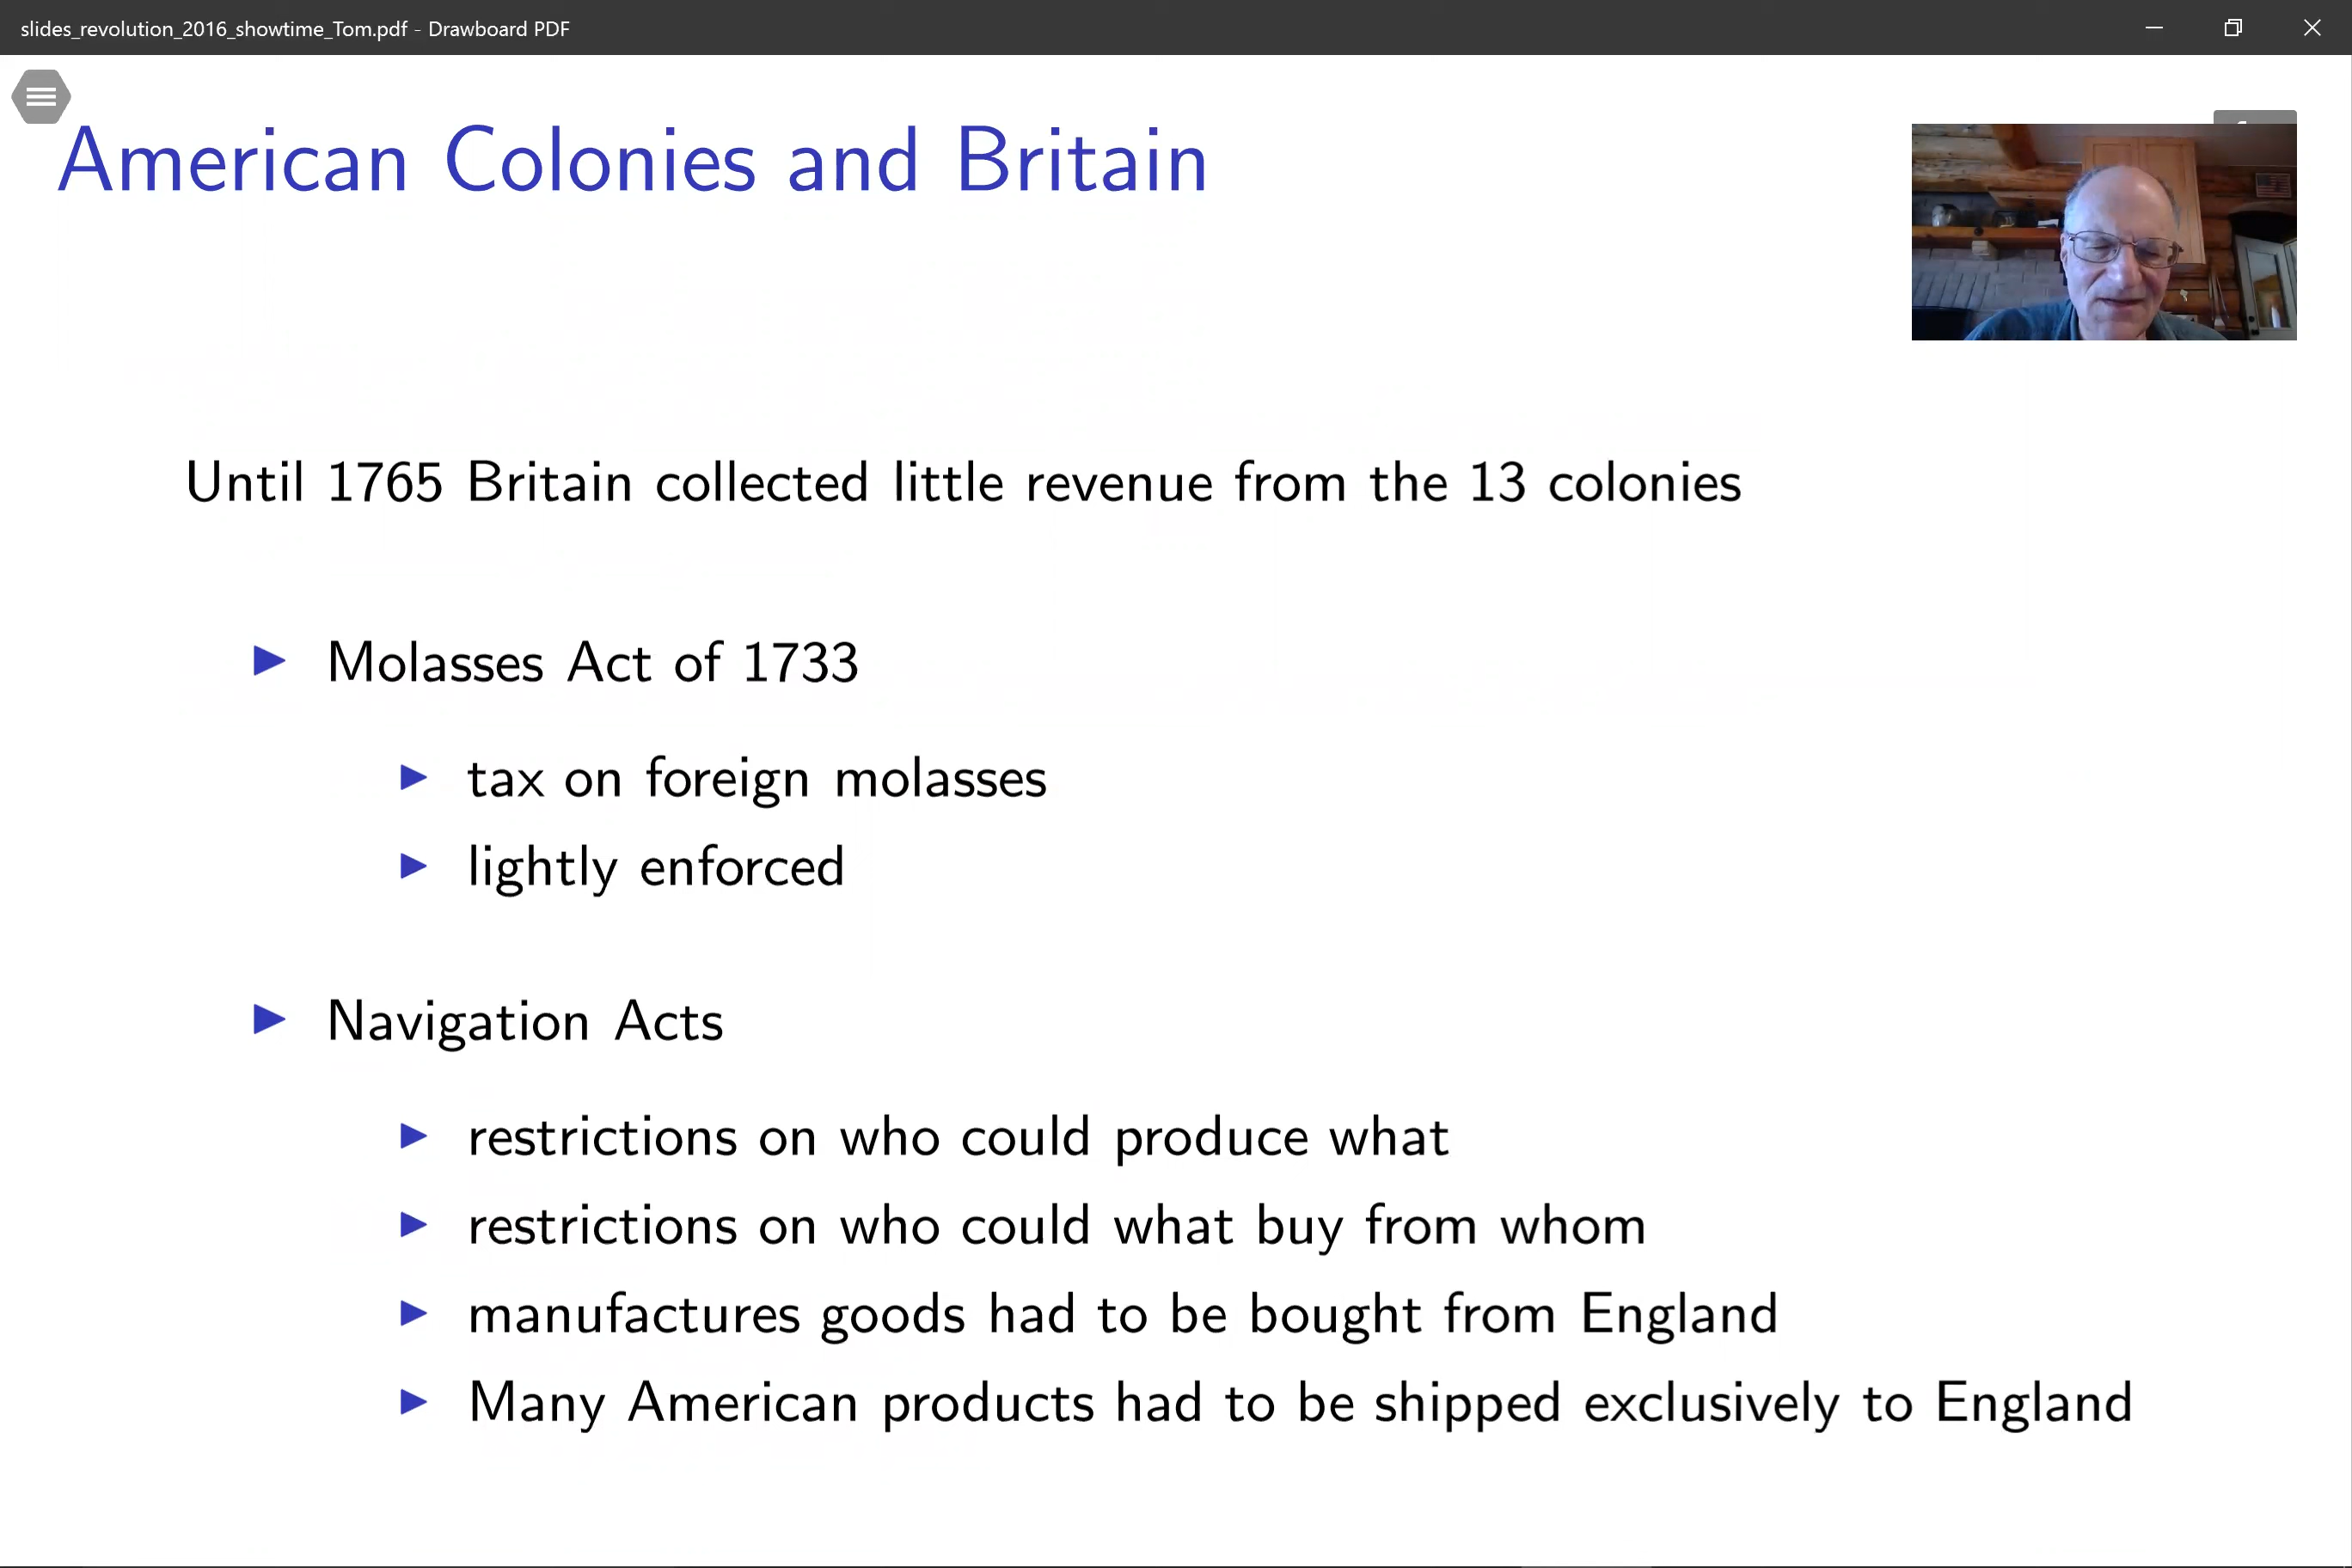 slides_revolution_2016_showtime_Tom.pdf - Drawboard PDF
American Colonies and Britain
Until 1765 Britain collected little revenue from the 13 colonies
Molasses Act of 1733
tax on foreign molasses
lightly enforced
Navigation Acts
restrictions on who could produce what
restrictions on who could what buy from whom
manufactures goods had to be bought from England
Many American products had to be shipped exclusively to England